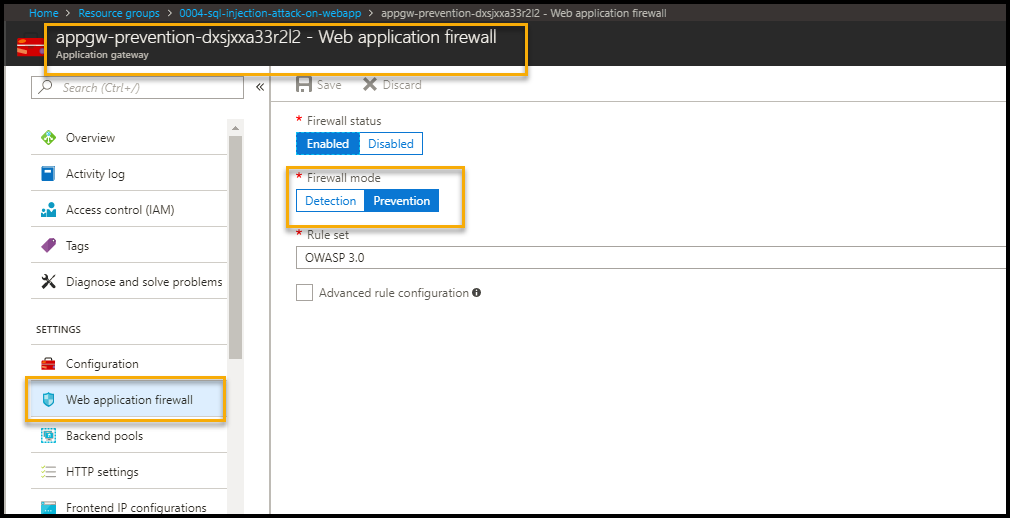 Home > Resource groups > 0004-sql-injection-attack-on-webapp > appgw-prevention-dxsjxxa33r2l2 - Web application firewall
appgw-prevention-dxsjxxa33r2l2 - Web application firewall
Application gateway
Search (Ctrl+/)
«
Save
Discard
Overview
Activity log
Access control (IAM)
Tags
Diagnose and solve problems
SETTINGS
Configuration
Web application firewall
Backend pools
HTTP settings
Frontend IP configurations
* Firewall status
Enabled Disabled
* Firewall mode
Detection Prevention
* Rule set
OWASP 3.0
Advanced rule configuration